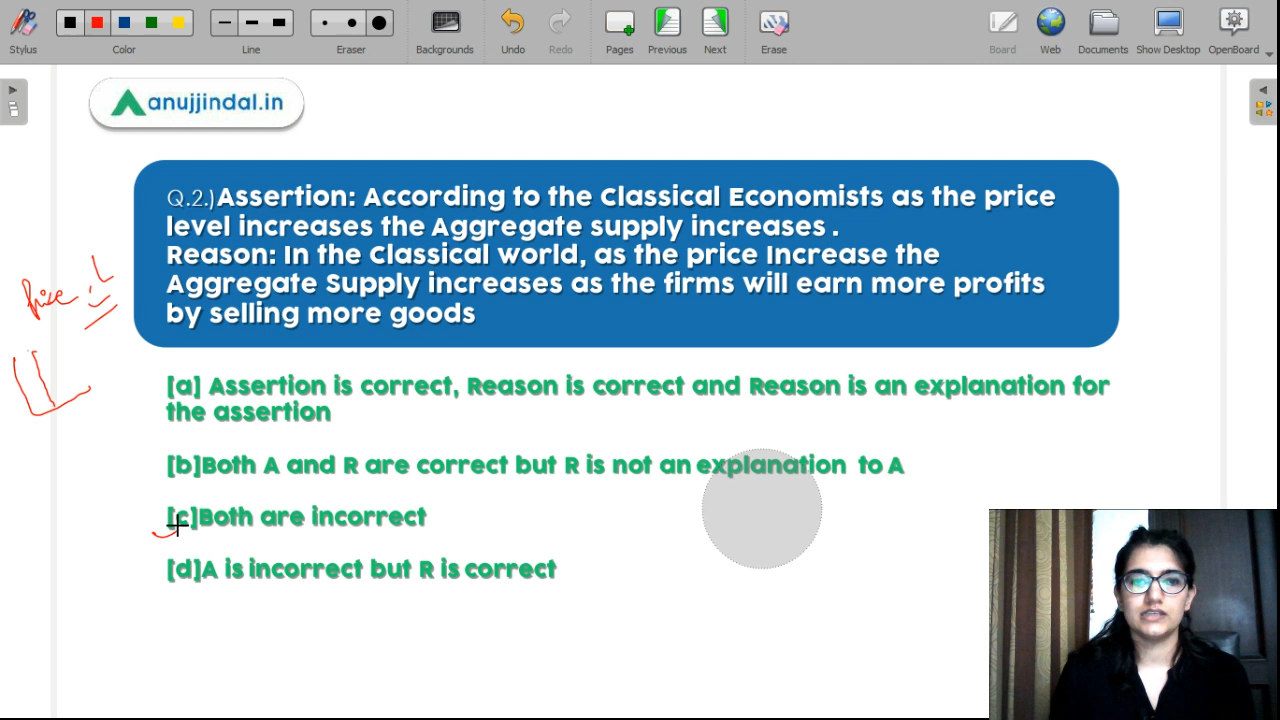 Stylus
Color
Line
Eraser
Backgrounds
Undo
Redo
Pages
Previous
Next
Erase
Board
Web
Documents
Show Desktop
OpenBoard
anujjindal.in
Q.2.)Assertion: According to the Classical Economists as the price
level increases the Aggregate supply increases .
Reason: In the Classical world, as the price Increase the
Aggregate Supply increases as the firms will earn more profits
by selling more goods
Price
[a] Assertion is correct, Reason is correct and Reason is an explanation for
the assertion
[b]Both A and R are correct but R is not an explanation to A
[c]Both are incorrect
[d]A is incorrect but R is correct